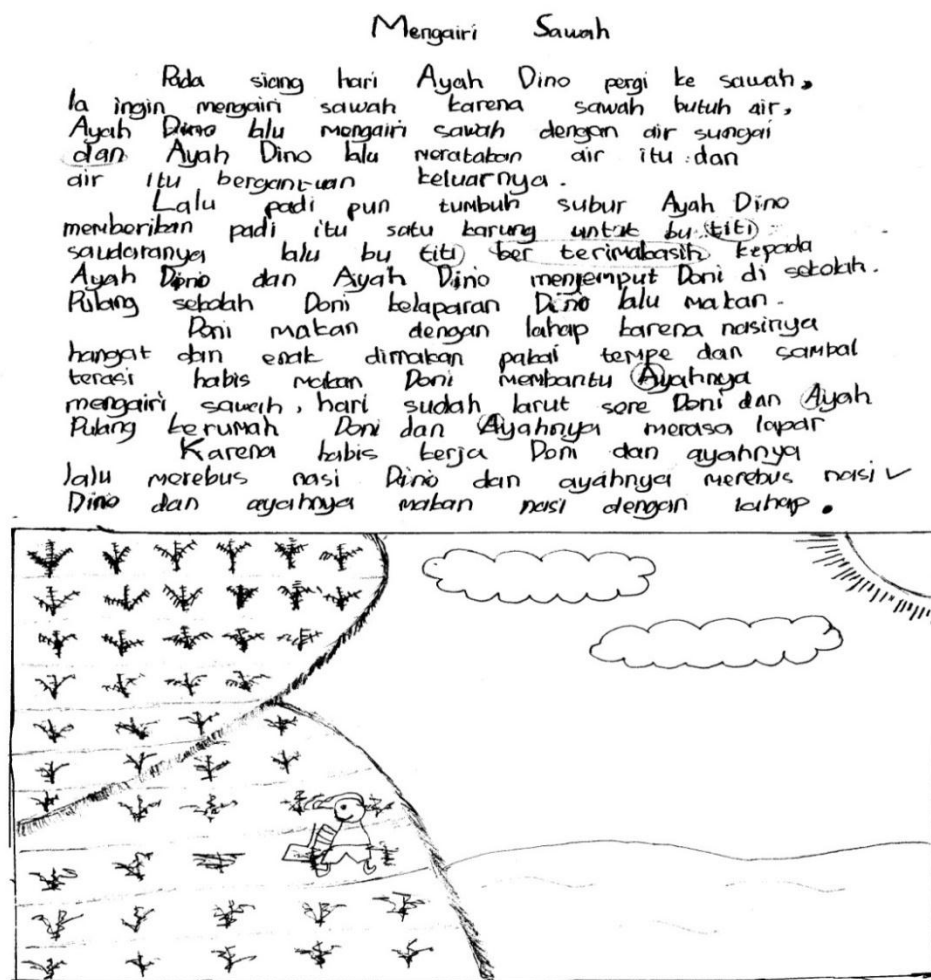 Mengairi Sawah
Pada siang hari Ayah Dino pergi ke sawah,
Ia ingin mengairi sawah karena sawah butuh air,
Ayah Dino lalu mengairi sawah dengan air sungai
dan Ayah Dino lalu meratakan air itu dan
air itu bergantuan keluarnya.
Lalu padi pun tumbuh subur Ayah Dino
memberikan padi itu satu karung untuk bu titi
saudaranya lalu bu titi ber terimakasih kepada
Ayah Dino dan Ayah Dino menjemput Doni di sekolah.
Pulang sekolah Doni kelaparan Dino lalu makan.
Doni makan dengan lahap karena nasinya
hangat dan enak dimakan pakai tempe dan sambal
terasi habis makan Doni membantu Ayahnya
mengairi sawah, hari sudah larut sore Doni dan Ayah
Pulang kerumah Doni dan Ayahnya merasa lapar
Karena habis kerja Doni dan ayahnya
lalu merebus nasi Dino dan ayahnya merebus nasi
Dino dan ayahnya makan nasi dengan lahap.